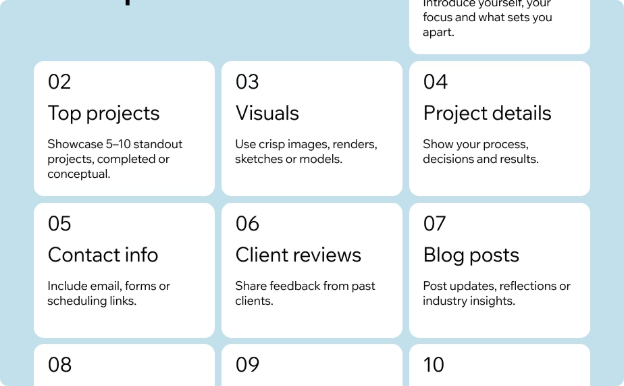 Introduce yourself, your
focus and what sets you
apart.
02
Top projects
Showcase 5–10 standout
projects, completed or
conceptual.
03
Visuals
Use crisp images, renders,
sketches or models.
04
Project details
Show your process,
decisions and results.
05
Contact info
Include email, forms or
scheduling links.
06
Client reviews
Share feedback from past
clients.
07
Blog posts
Post updates, reflections or
industry insights.
08
09
10